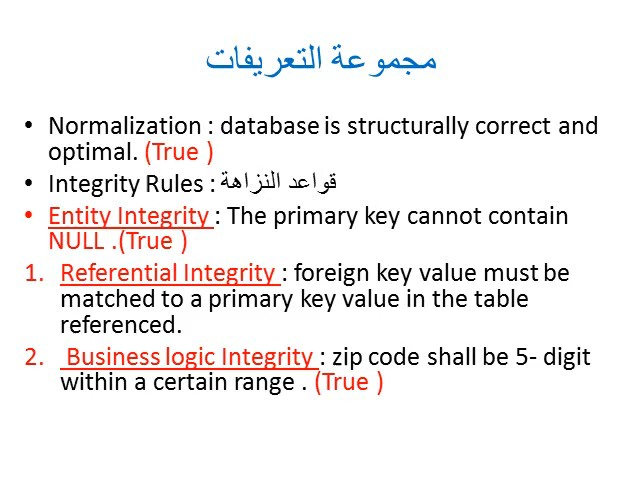 مجموعة التعريفات
• Normalization : database is structurally correct and
optimal. (True )
• Integrity Rules : قواعد النزاهة
• Entity Integrity : The primary key cannot contain
NULL .(True )
1. Referential Integrity : foreign key value must be
matched to a primary key value in the table
referenced.
2. Business logic Integrity : zip code shall be 5- digit
within a certain range . (True )